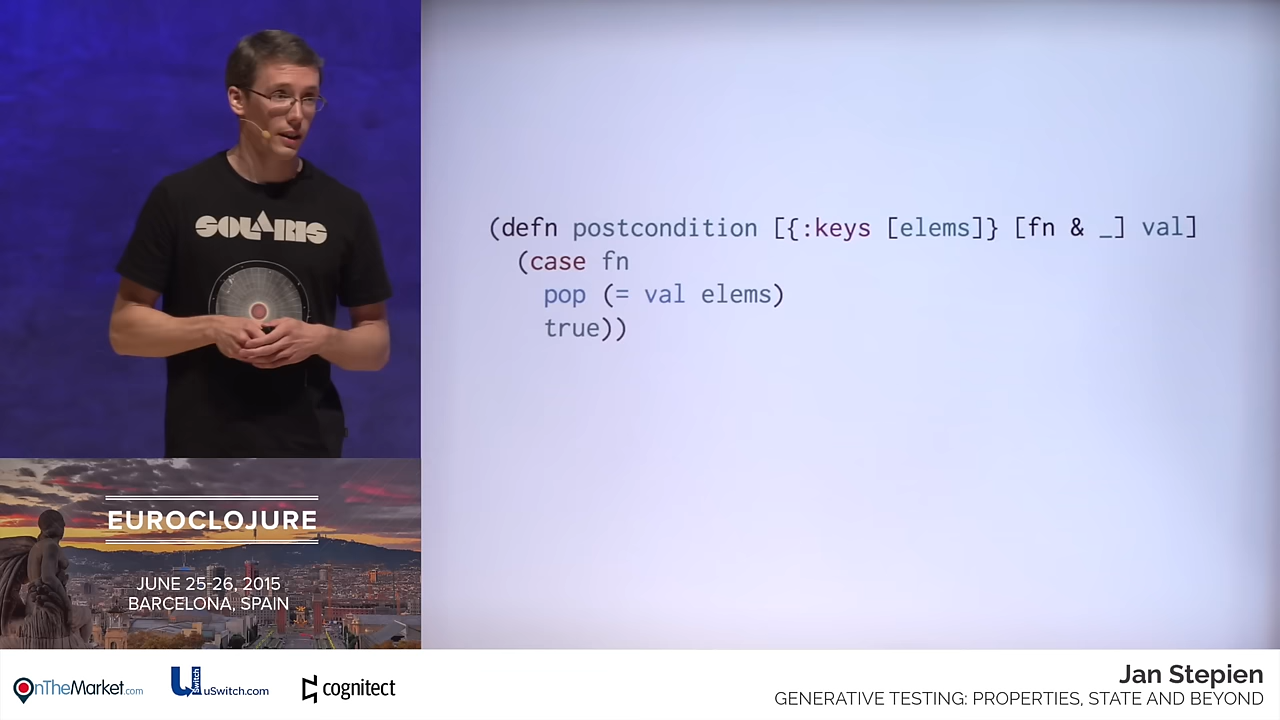 SOLARIS
(defn postcondition [{:keys [elems]} [fn & _] val]
(case fn
pop (= val elems)
true))
EUROCLOJURE
JUNE 25-26, 2015
BARCELONA, SPAIN
OnTheMarket.com
U
uSwitch
uSwitch.com
cognitect
Jan Stepien
GENERATIVE TESTING: PROPERTIES, STATE AND BEYOND